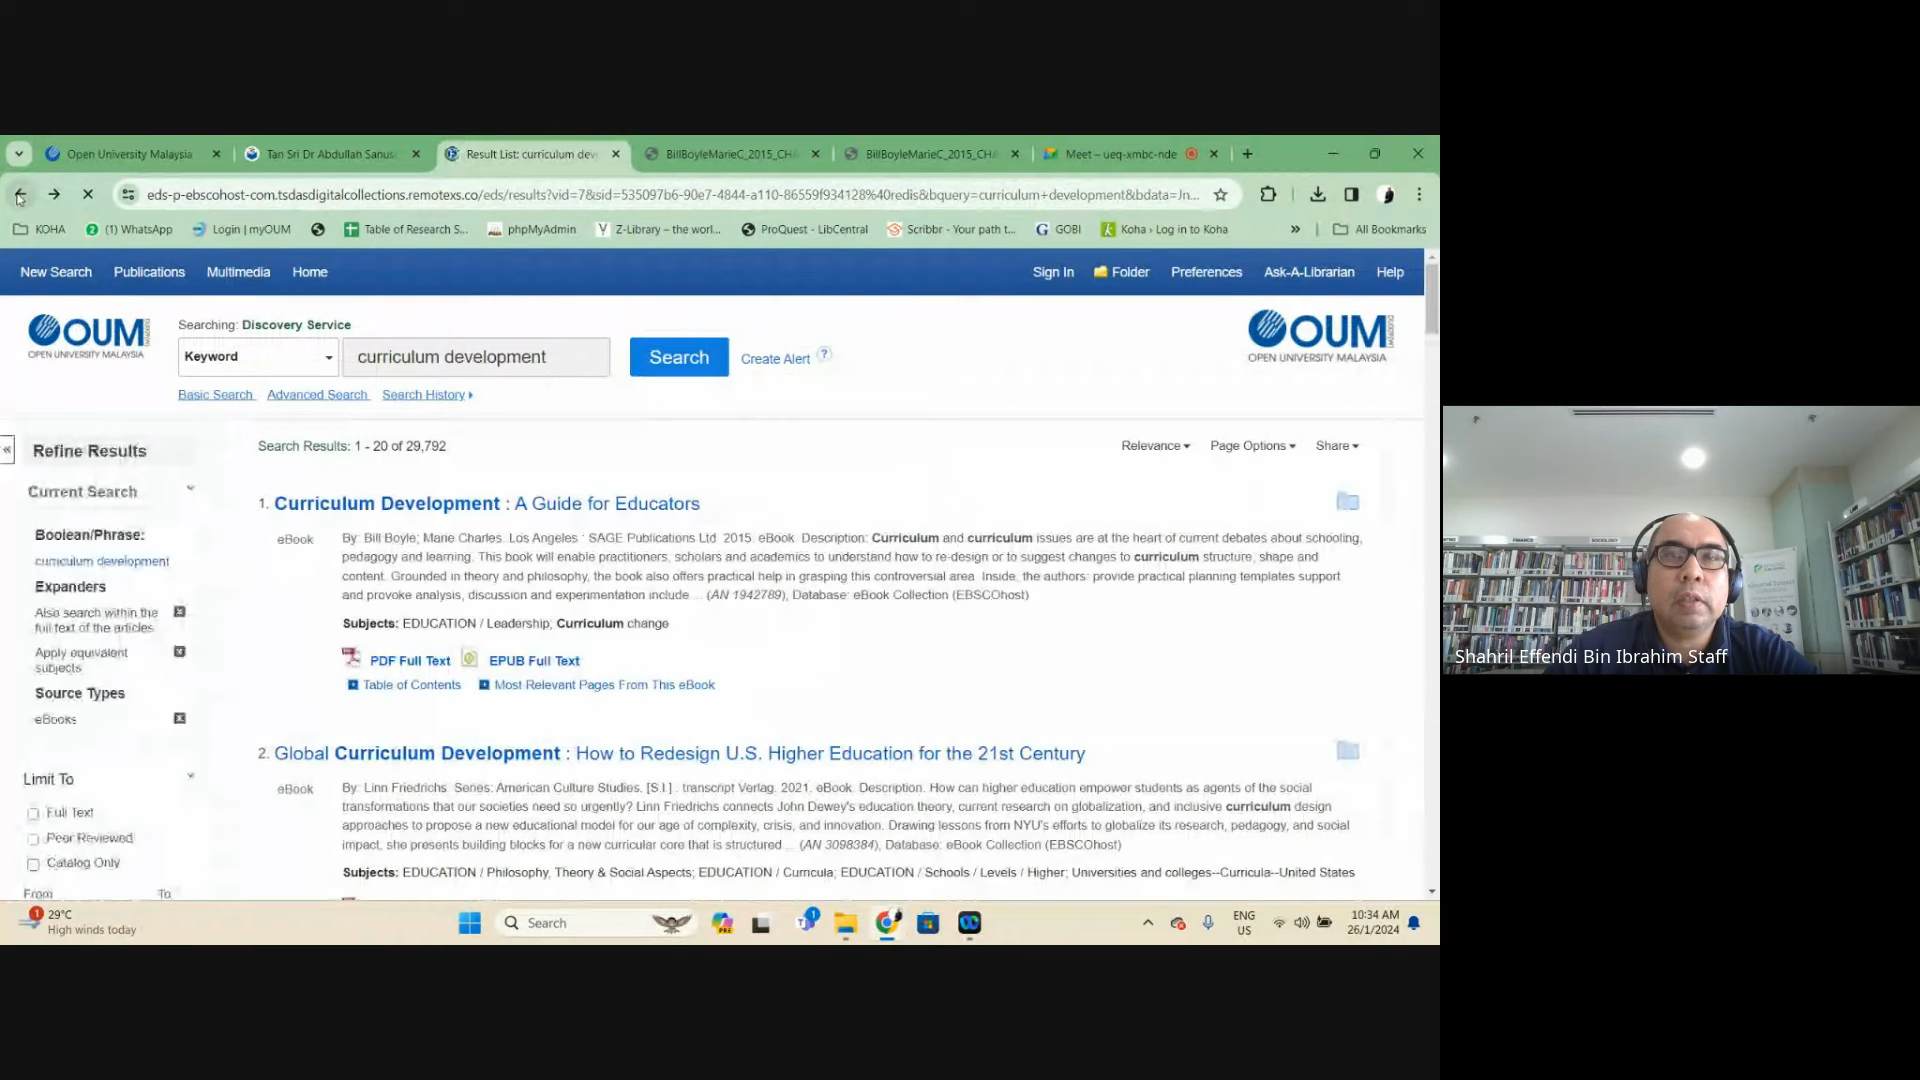 Open University Malaysia
Tan Sri Dr Abdullah Sanus
Result List: curriculum dev
BillBoyleMarieC_2015_CH
BillBoyleMarieC_2015_CH
Meet – ueq-xmbc-nde
eds-p-ebscohost-com.tsdasdigitalcollections.remotexs.co/eds/results?vid=7&sid=535097b6-90e7-4844-a110-86559f934128%40redis&bquery=curriculum+development&bdata=Jn...
KOHA
(1) WhatsApp
Login | myOUM
Table of Research S...
phpMyAdmin
Z-Library – the worl...
ProQuest - LibCentral
Scribbr - Your path t...
GOBI
Koha › Log in to Koha
»
All Bookmarks
New Search Publications Multimedia Home
Sign In Folder Preferences Ask-A-Librarian Help
OUM
OPEN UNIVERSITY MALAYSIA
Searching: Discovery Service
Keyword
curriculum development
Search
Create Alert
?
Basic Search Advanced Search Search History
OUM
OPEN UNIVERSITY MALAYSIA
«
Refine Results
Current Search
Boolean/Phrase:
curriculum development
Expanders
Also search within the
full text of the articles
Apply equivalent
subjects
Source Types
eBooks
Limit To
Full Text
Peer Reviewed
Catalog Only
From To
Search Results: 1 - 20 of 29,792
Relevance Page Options Share
1. Curriculum Development : A Guide for Educators
eBook
By: Bill Boyle; Marie Charles. Los Angeles : SAGE Publications Ltd. 2015. eBook. Description: Curriculum and curriculum issues are at the heart of current debates about schooling,
pedagogy and learning. This book will enable practitioners, scholars and academics to understand how to re-design or to suggest changes to curriculum structure, shape and
content. Grounded in theory and philosophy, the book also offers practical help in grasping this controversial area. Inside, the authors: provide practical planning templates support
and provoke analysis, discussion and experimentation include ... (AN 1942789), Database: eBook Collection (EBSCOhost)
Subjects: EDUCATION / Leadership; Curriculum change
PDF Full Text EPUB Full Text
Table of Contents Most Relevant Pages From This eBook
2. Global Curriculum Development : How to Redesign U.S. Higher Education for the 21st Century
eBook
By: Linn Friedrichs. Series: American Culture Studies. [S.l.] : transcript Verlag. 2021. eBook. Description: How can higher education empower students as agents of the social
transformations that our societies need so urgently? Linn Friedrichs connects John Dewey's education theory, current research on globalization, and inclusive curriculum design
approaches to propose a new educational model for our age of complexity, crisis, and innovation. Drawing lessons from NYU's efforts to globalize its research, pedagogy, and social
impact, she presents building blocks for a new curricular core that is structured ... (AN 3098384), Database: eBook Collection (EBSCOhost)
Subjects: EDUCATION / Philosophy, Theory & Social Aspects; EDUCATION / Curricula; EDUCATION / Schools / Levels / Higher; Universities and colleges--Curricula--United States
1
29°C
High winds today
Search
PRE
1
ENG
US
10:34 AM
26/1/2024
FINANCE
SOCIOLOGY
Shahril Effendi Bin Ibrahim Staff